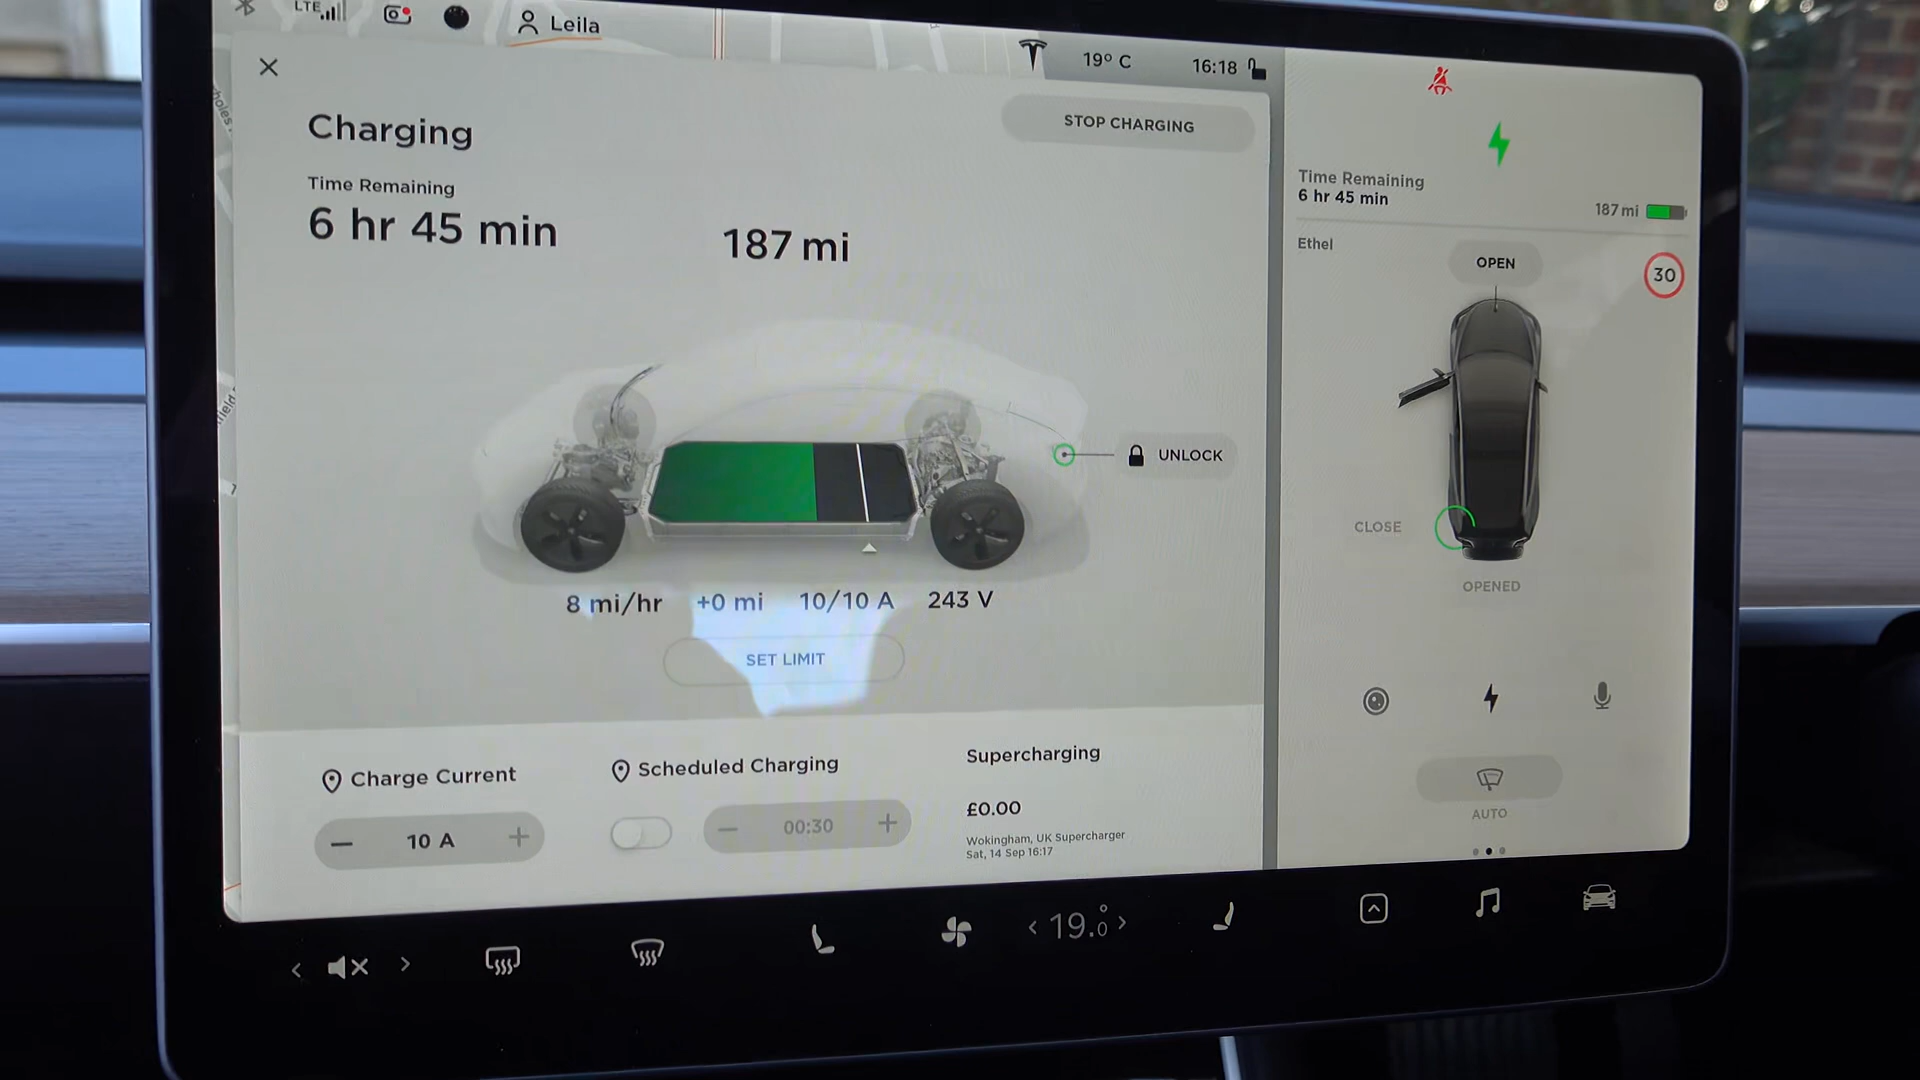 LTE
Leila
19° C
16:18
Charging
STOP CHARGING
Time Remaining
6 hr 45 min
187 mi
UNLOCK
8 mi/hr
+0 mi
10/10 A
243 V
SET LIMIT
Charge Current
10 A
Scheduled Charging
00:30
Supercharging
£0.00
Wokingham, UK Supercharger
Sat, 14 Sep 16:17
Time Remaining
6 hr 45 min
187 mi
Ethel
OPEN
30
CLOSE
OPENED
AUTO
19.0°